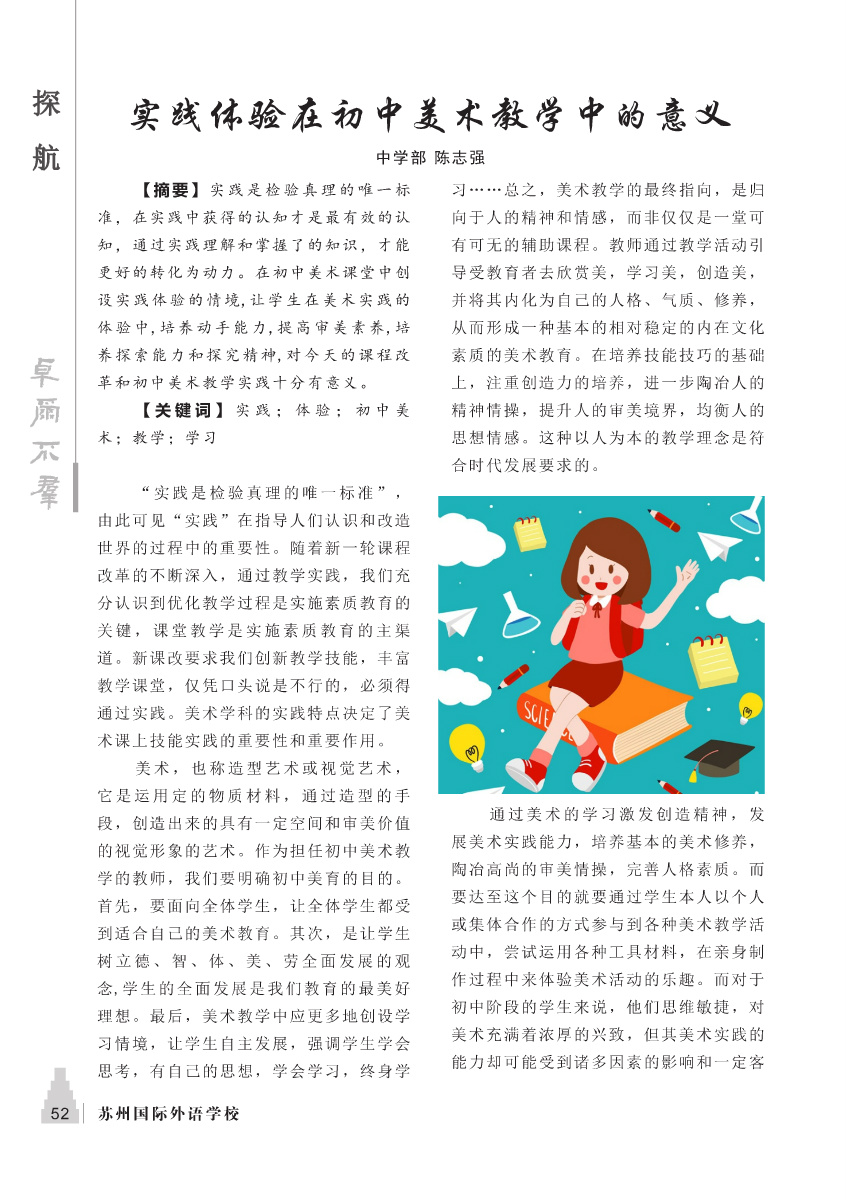 探航
卓爾不羣
实践体验在初中美术教学中的意义
中学部 陈志强
【摘要】实践是检验真理的唯一标
准，在实践中获得的认知才是最有效的认
知，通过实践理解和掌握了的知识，才能
更好的转化为动力。在初中美术课堂中创
设实践体验的情境,让学生在美术实践的
体验中,培养动手能力,提高审美素养,培
养探索能力和探究精神,对今天的课程改
革和初中美术教学实践十分有意义。
【关键词】实践；体验；初中美
术；教学；学习
“实践是检验真理的唯一标准”，
由此可见“实践”在指导人们认识和改造
世界的过程中的重要性。随着新一轮课程
改革的不断深入，通过教学实践，我们充
分认识到优化教学过程是实施素质教育的
关键，课堂教学是实施素质教育的主渠
道。新课改要求我们创新教学技能，丰富
教学课堂，仅凭口头说是不行的，必须得
通过实践。美术学科的实践特点决定了美
术课上技能实践的重要性和重要作用。
美术，也称造型艺术或视觉艺术，
它是运用定的物质材料，通过造型的手
段，创造出来的具有一定空间和审美价值
的视觉形象的艺术。作为担任初中美术教
学的教师，我们要明确初中美育的目的。
首先，要面向全体学生，让全体学生都受
到适合自己的美术教育。其次，是让学生
树立德、智、体、美、劳全面发展的观
念,学生的全面发展是我们教育的最美好
理想。最后，美术教学中应更多地创设学
习情境，让学生自主发展，强调学生学会
思考，有自己的思想，学会学习，终身学
习……总之，美术教学的最终指向，是归
向于人的精神和情感，而非仅仅是一堂可
有可无的辅助课程。教师通过教学活动引
导受教育者去欣赏美，学习美，创造美，
并将其内化为自己的人格、气质、修养，
从而形成一种基本的相对稳定的内在文化
素质的美术教育。在培养技能技巧的基础
上，注重创造力的培养，进一步陶冶人的
精神情操，提升人的审美境界，均衡人的
思想情感。这种以人为本的教学理念是符
合时代发展要求的。
通过美术的学习激发创造精神，发
展美术实践能力，培养基本的美术修养，
陶冶高尚的审美情操，完善人格素质。而
要达至这个目的就要通过学生本人以个人
或集体合作的方式参与到各种美术教学活
动中，尝试运用各种工具材料，在亲身制
作过程中来体验美术活动的乐趣。而对于
初中阶段的学生来说，他们思维敏捷，对
美术充满着浓厚的兴致，但其美术实践的
能力却可能受到诸多因素的影响和一定客
52
苏州国际外语学校